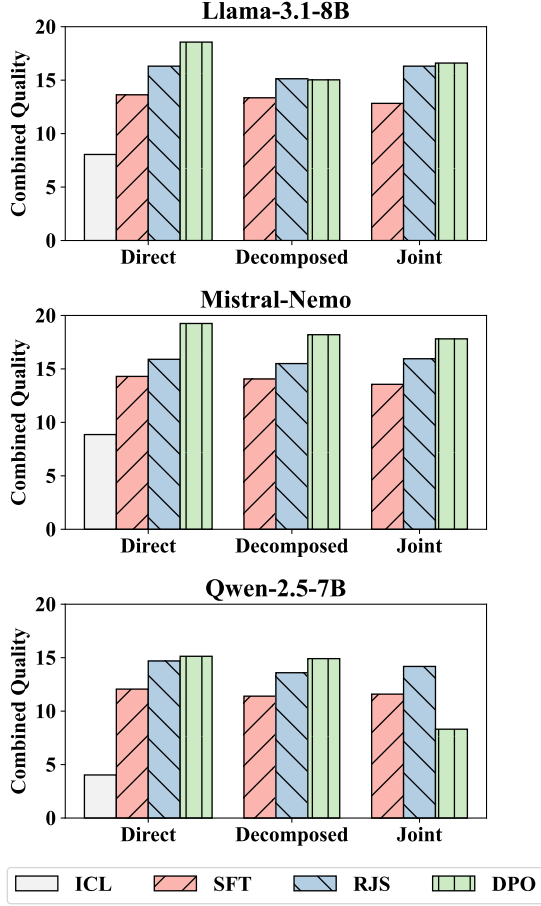 Llama-3.1-8B
20
15
10
5
0
Combined Quality
Direct Decomposed Joint
Mistral-Nemo
20
15
10
5
0
Combined Quality
Direct Decomposed Joint
Qwen-2.5-7B
20
15
10
5
0
Combined Quality
Direct Decomposed Joint
ICL SFT RJS DPO